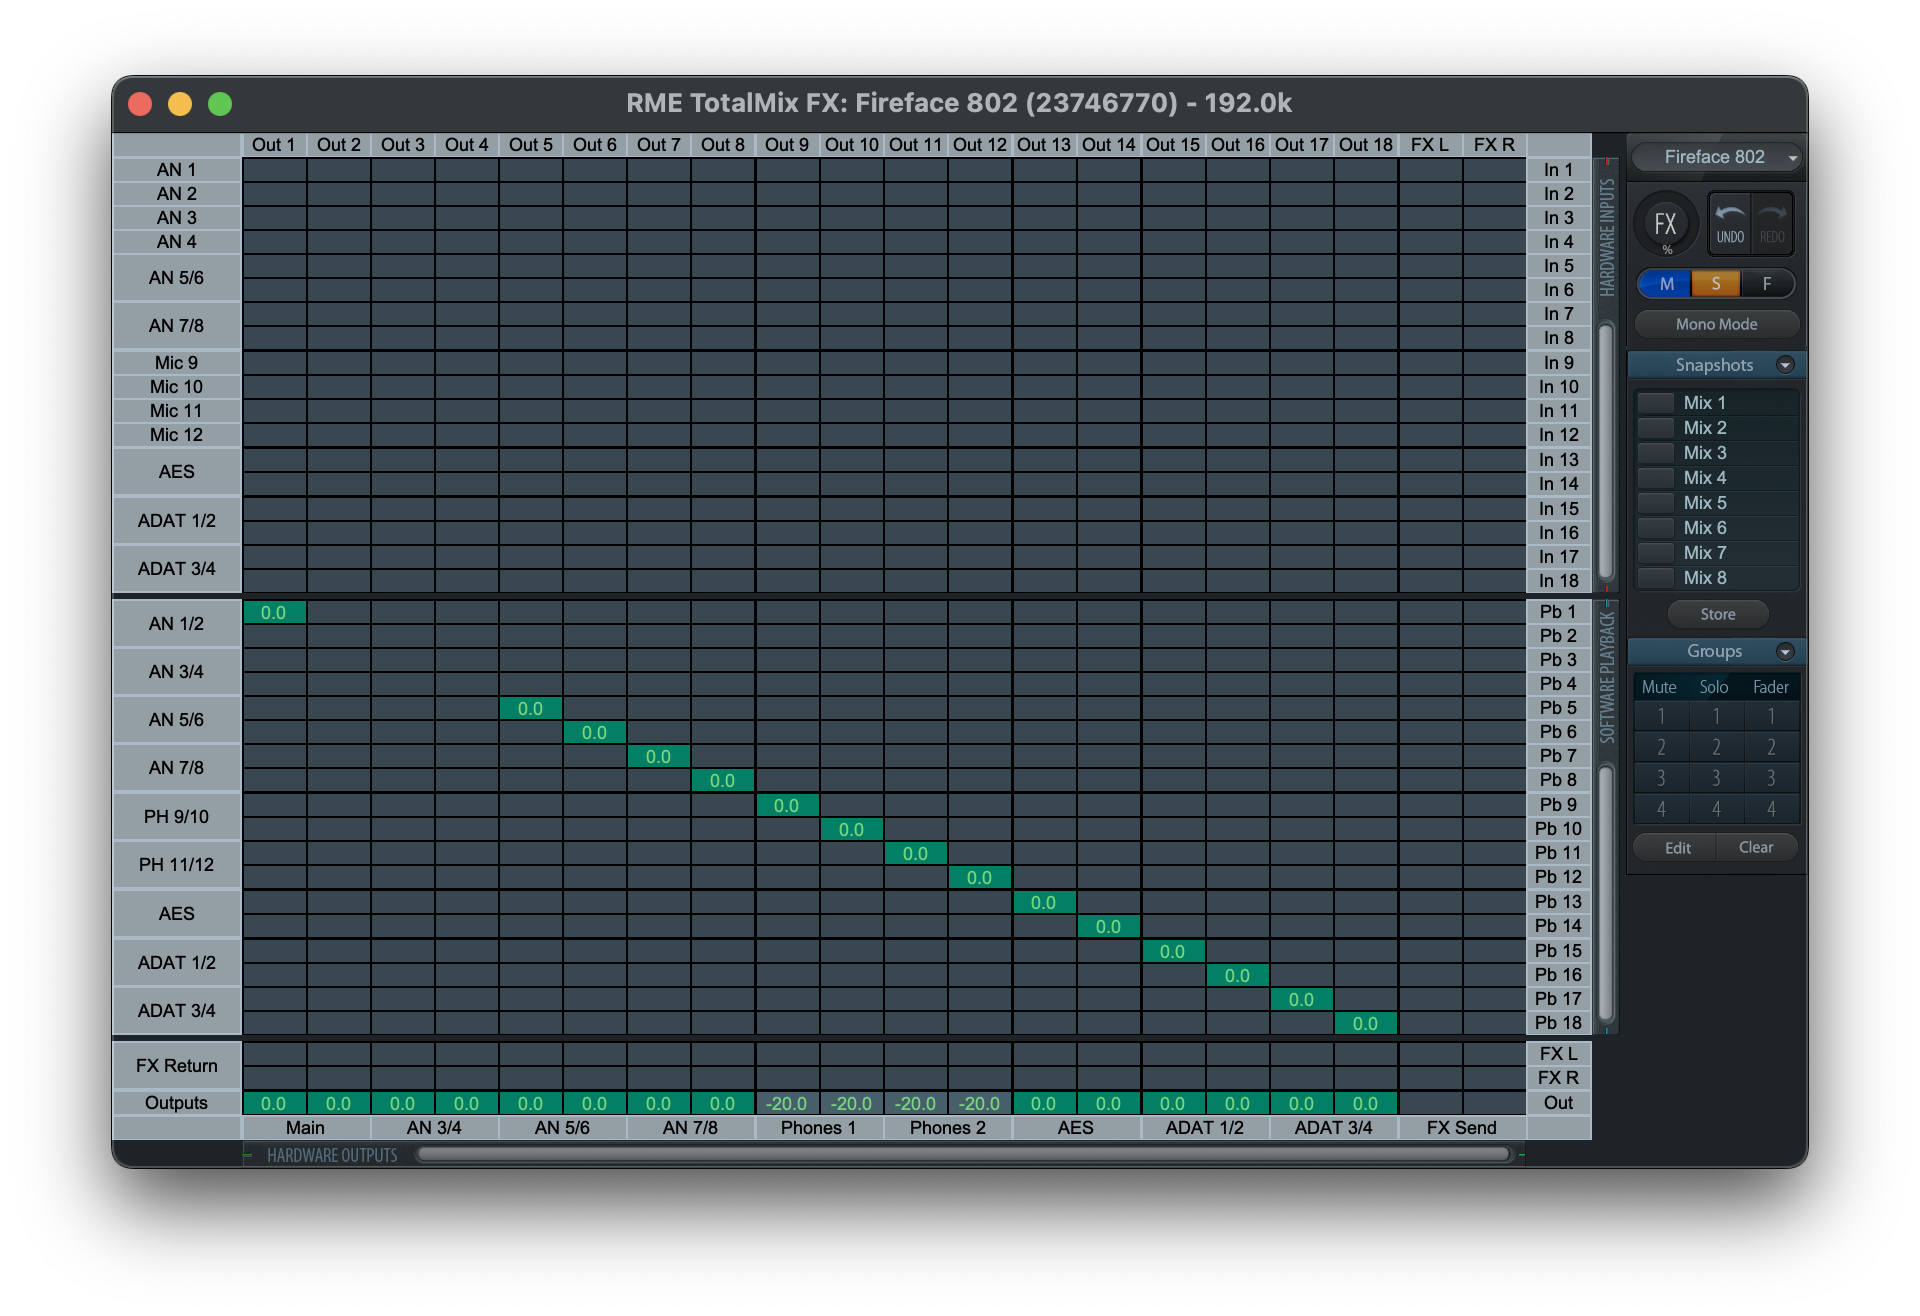 RME TotalMix FX: Fireface 802 (23746770) - 192.0k
Out 1 Out 2 Out 3 Out 4 Out 5 Out 6 Out 7 Out 8 Out 9 Out 10 Out 11 Out 12 Out 13 Out 14 Out 15 Out 16 Out 17 Out 18 FX L FX R
AN 1 In 1
AN 2 In 2
AN 3 In 3
AN 4 In 4
AN 5/6 In 5
In 6
AN 7/8 In 7
In 8
Mic 9 In 9
Mic 10 In 10
Mic 11 In 11
Mic 12 In 12
AES In 13
In 14
ADAT 1/2 In 15
In 16
ADAT 3/4 In 17
In 18
HARDWARE INPUTS
AN 1/2 0.0 Pb 1
Pb 2
AN 3/4 Pb 3
Pb 4
AN 5/6 0.0 Pb 5
0.0 Pb 6
AN 7/8 0.0 Pb 7
0.0 Pb 8
PH 9/10 0.0 Pb 9
0.0 Pb 10
PH 11/12 0.0 Pb 11
0.0 Pb 12
AES 0.0 Pb 13
0.0 Pb 14
ADAT 1/2 0.0 Pb 15
0.0 Pb 16
ADAT 3/4 0.0 Pb 17
0.0 Pb 18
SOFTWARE PLAYBACK
FX Return FX L
FX R
Outputs 0.0 0.0 0.0 0.0 0.0 0.0 0.0 0.0 -20.0 -20.0 -20.0 -20.0 0.0 0.0 0.0 0.0 0.0 0.0 Out
Main AN 3/4 AN 5/6 AN 7/8 Phones 1 Phones 2 AES ADAT 1/2 ADAT 3/4 FX Send
HARDWARE OUTPUTS
Fireface 802
FX
%
UNDO REDO
M S F
Mono Mode
Snapshots
Mix 1
Mix 2
Mix 3
Mix 4
Mix 5
Mix 6
Mix 7
Mix 8
Store
Groups
Mute Solo Fader
1 1 1
2 2 2
3 3 3
4 4 4
Edit Clear